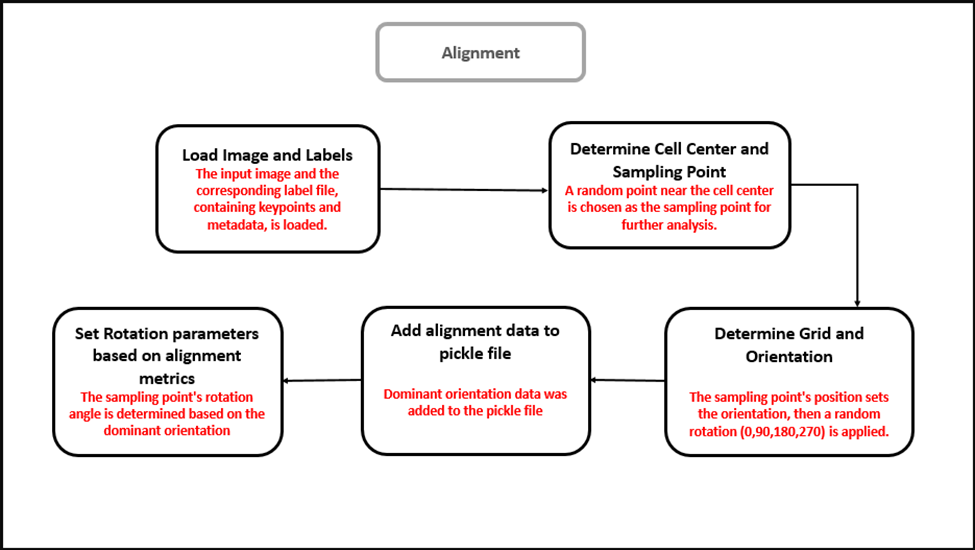 Alignment
Load Image and Labels
The input image and the
corresponding label file,
containing keypoints and
metadata, is loaded.
Determine Cell Center and
Sampling Point
A random point near the cell center
is chosen as the sampling point for
further analysis.
Determine Grid and
Orientation
The sampling point's position sets
the orientation, then a random
rotation (0,90,180,270) is applied.
Add alignment data to
pickle file
Dominant orientation data was
added to the pickle file
Set Rotation parameters
based on alignment
metrics
The sampling point's rotation
angle is determined based on the
dominant orientation